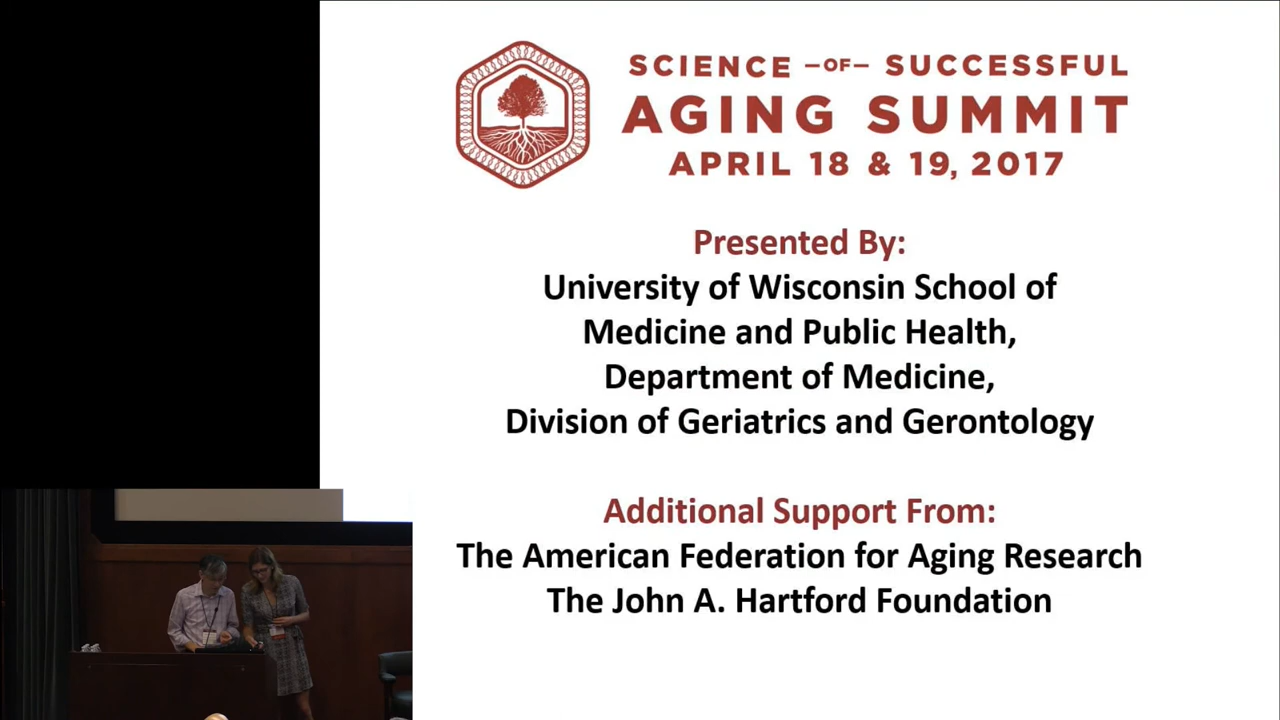 SCIENCE -OF- SUCCESSFUL
AGING SUMMIT
APRIL 18 & 19, 2017
Presented By:
University of Wisconsin School of
Medicine and Public Health,
Department of Medicine,
Division of Geriatrics and Gerontology
Additional Support From:
The American Federation for Aging Research
The John A. Hartford Foundation